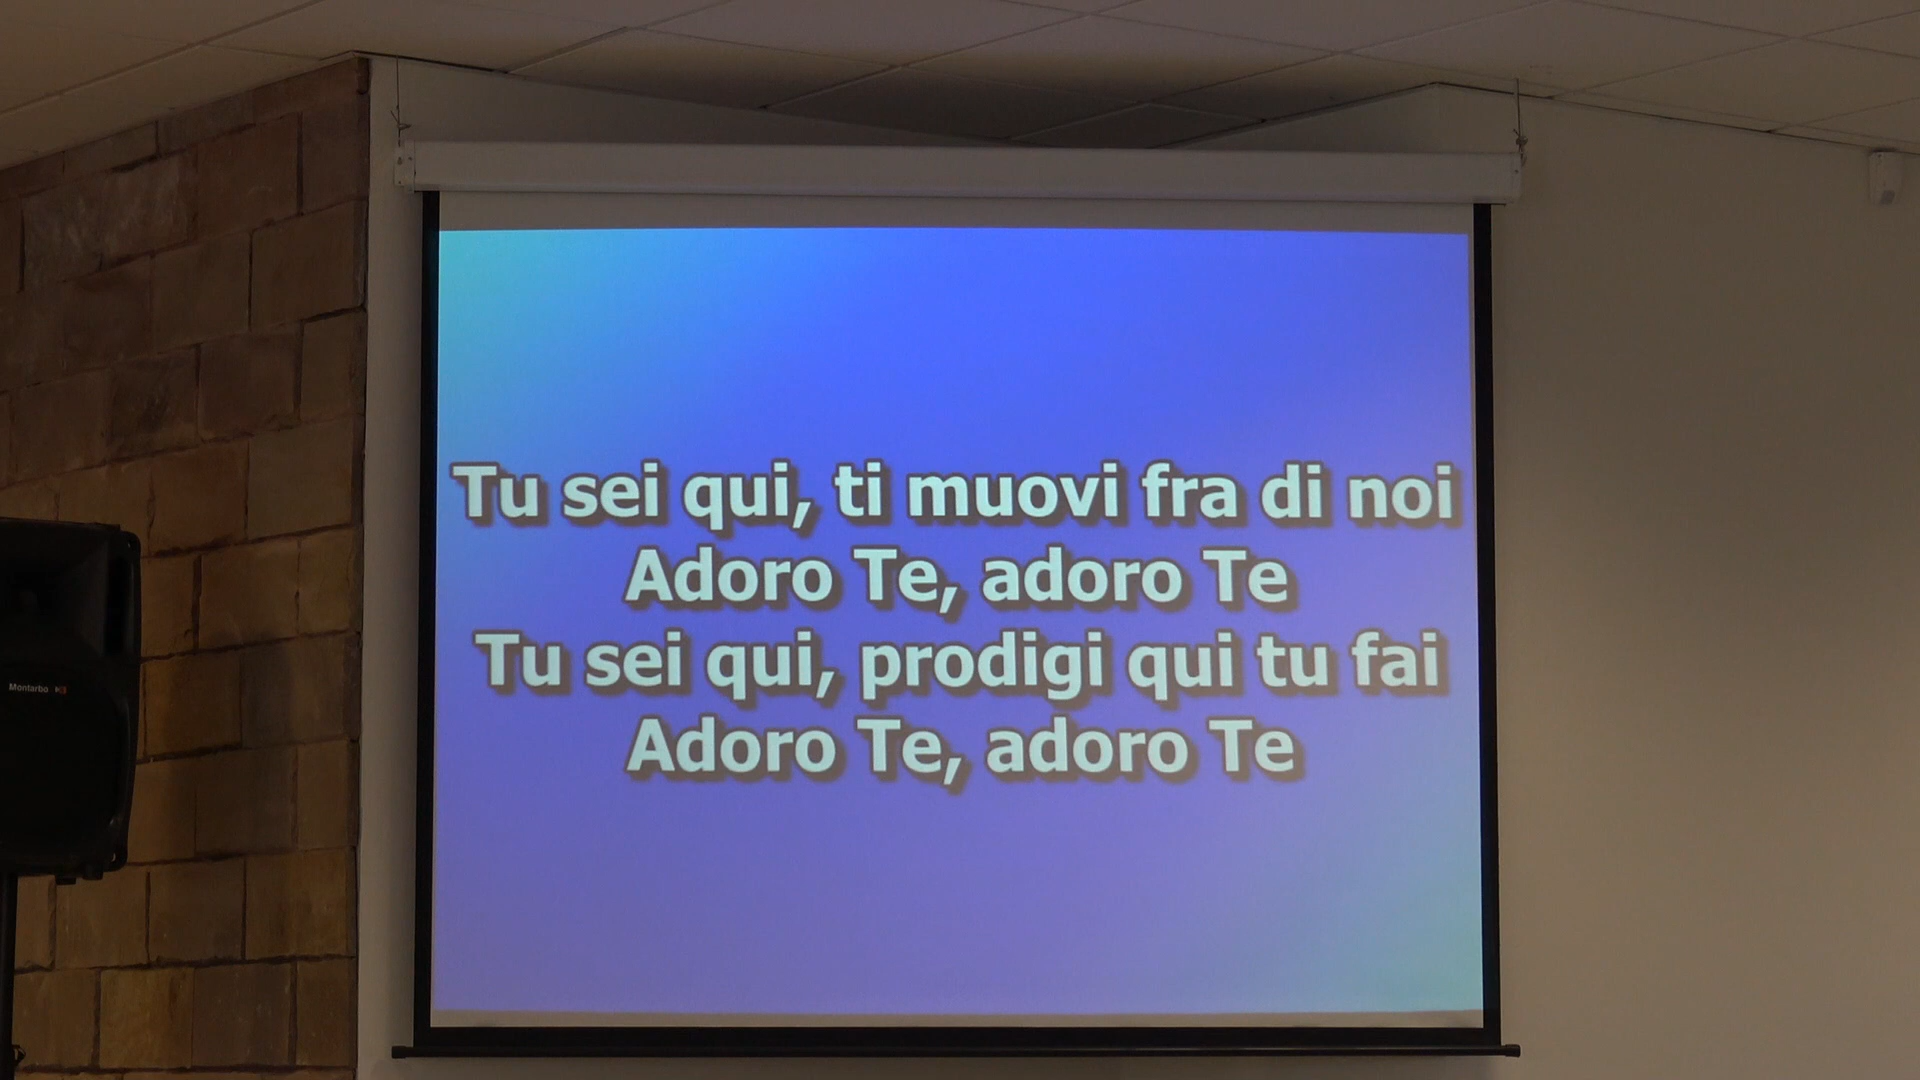 Tu sei qui, ti muovi fra di noi
Adoro Te, adoro Te
Tu sei qui, prodigi qui tu fai
Adoro Te, adoro Te
Montarbo